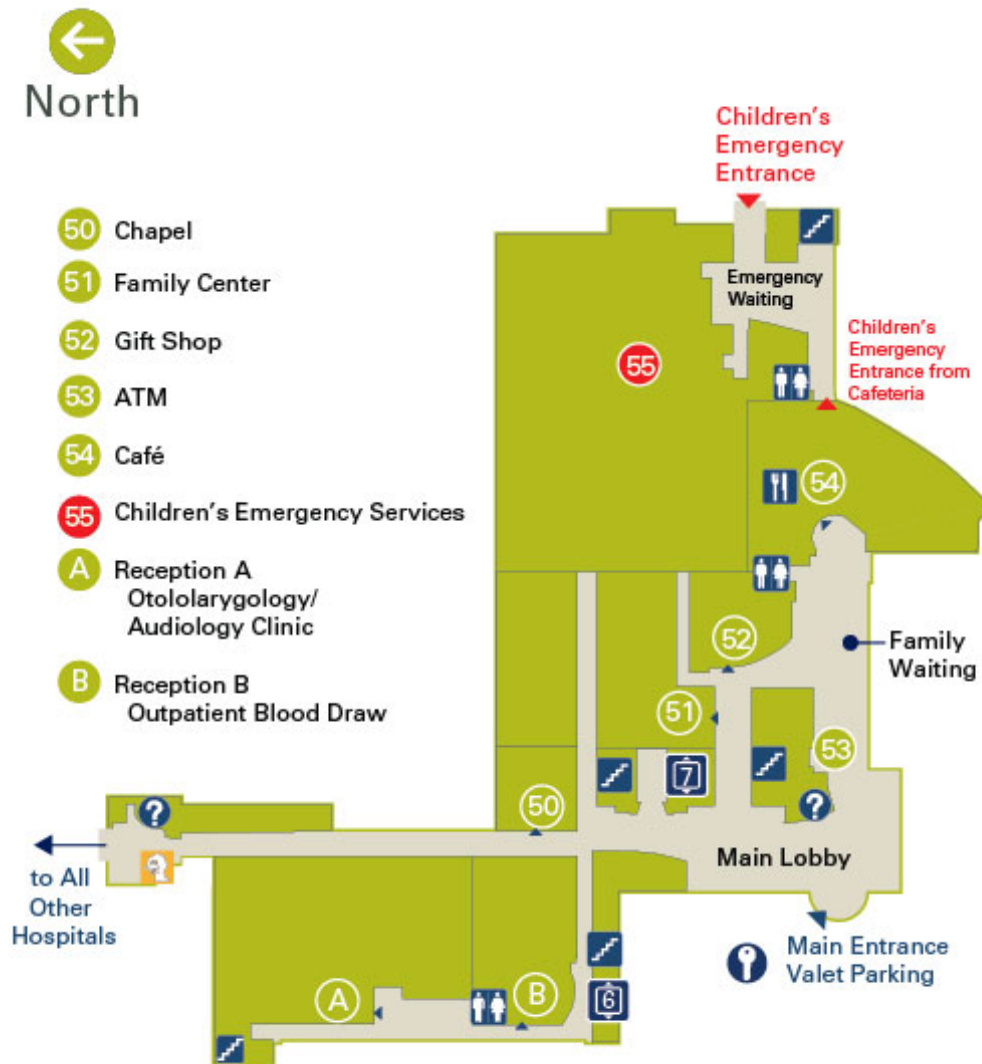 North
50 Chapel
51 Family Center
52 Gift Shop
53 ATM
54 Café
55 Children's Emergency Services
A Reception A
Otololarygology/
Audiology Clinic
B Reception B
Outpatient Blood Draw
Children's
Emergency
Entrance
Emergency
Waiting
Children's
Emergency
Entrance from
Cafeteria
55
54
52
Family
Waiting
51
53
7
50
?
?
Main Lobby
to All
Other
Hospitals
Main Entrance
Valet Parking
A
B
6